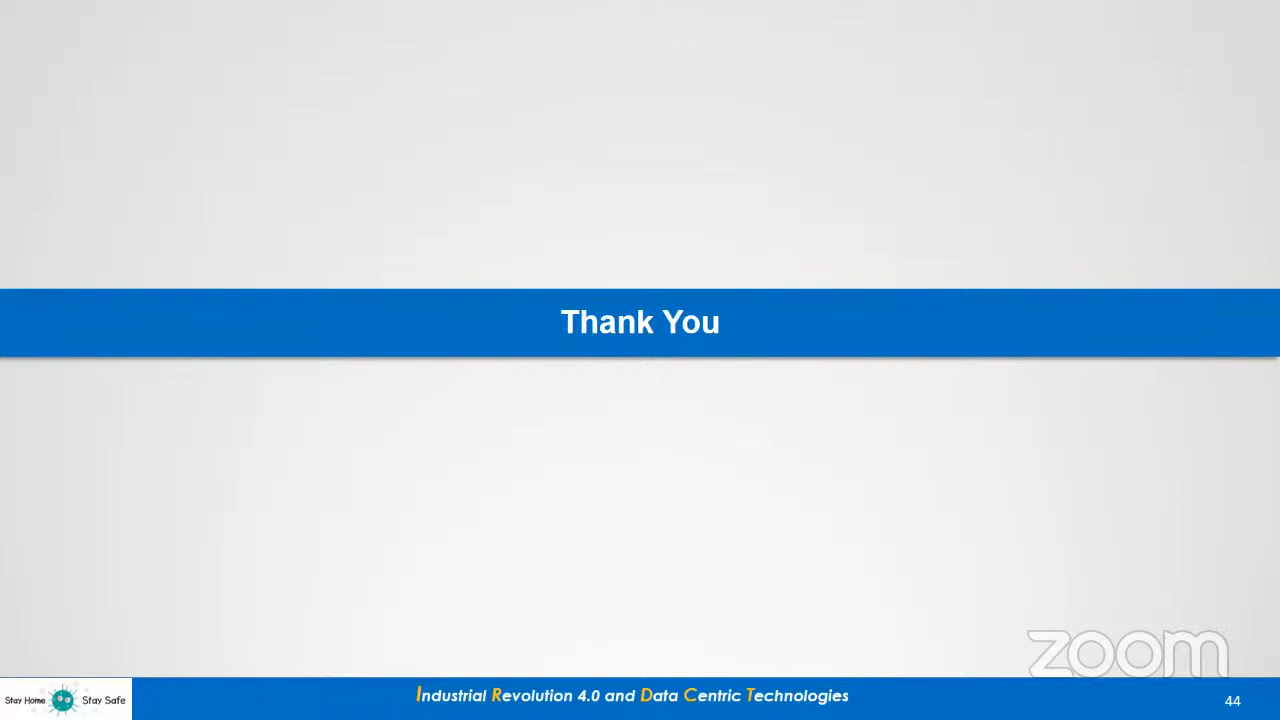 Thank You
zoom
Stay Home Stay Safe
Industrial Revolution 4.0 and Data Centric Technologies
44